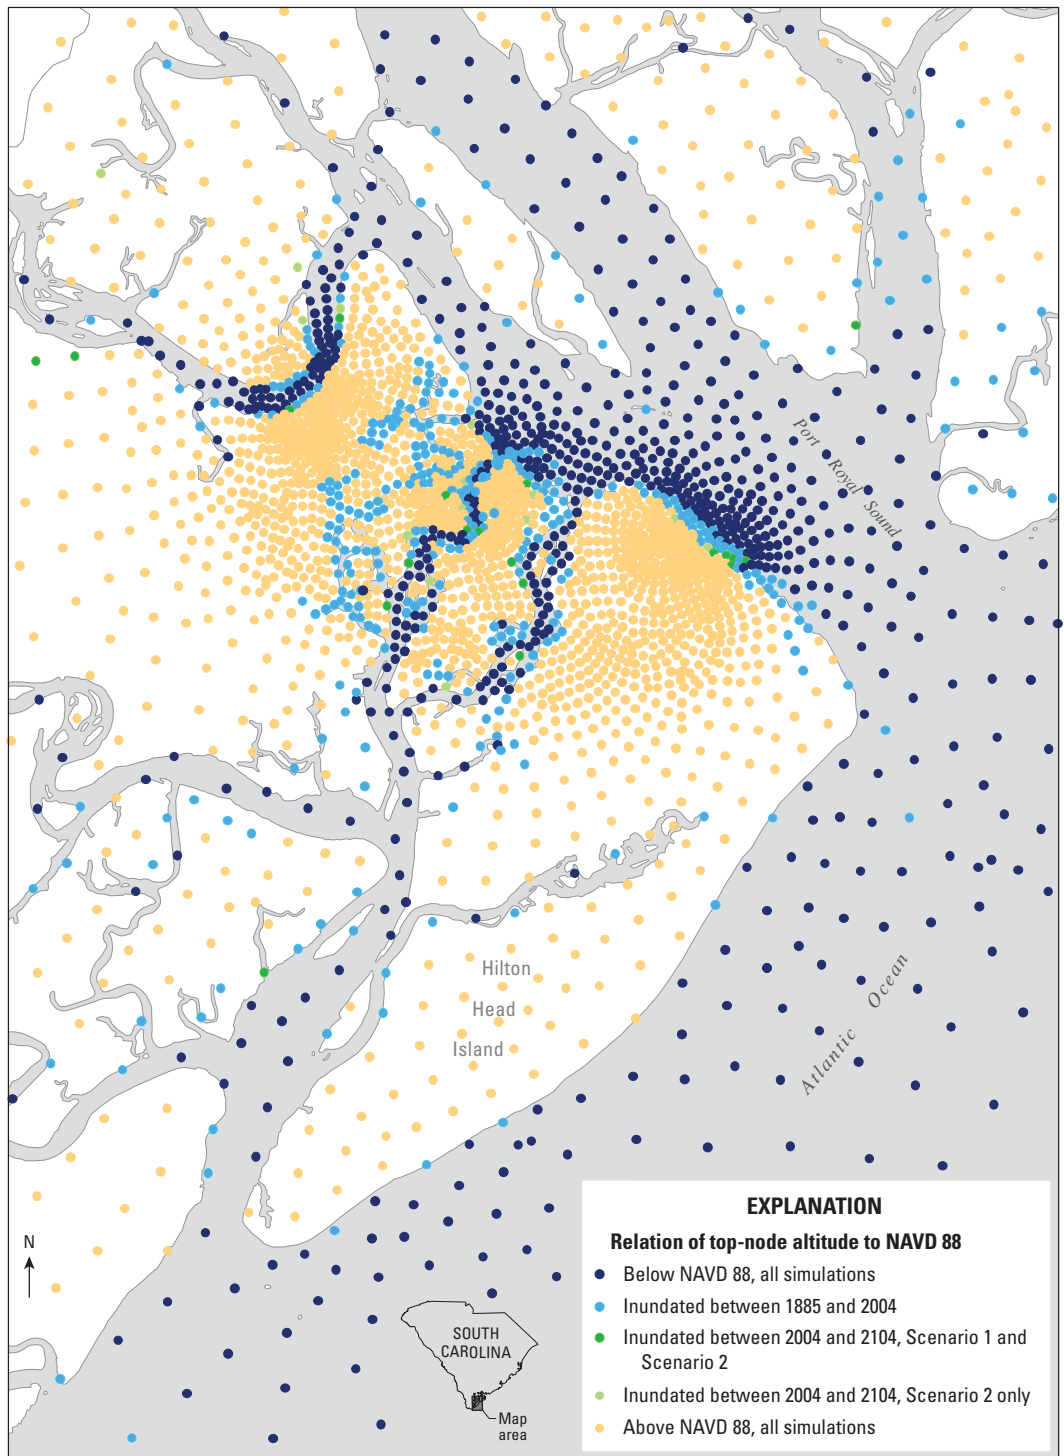 Port Royal Sound
Hilton
Head
Island
Atlantic Ocean
N
EXPLANATION
Relation of top-node altitude to NAVD 88
Below NAVD 88, all simulations
Inundated between 1885 and 2004
Inundated between 2004 and 2104, Scenario 1 and
Scenario 2
Inundated between 2004 and 2104, Scenario 2 only
Above NAVD 88, all simulations
SOUTH
CAROLINA
Map
area